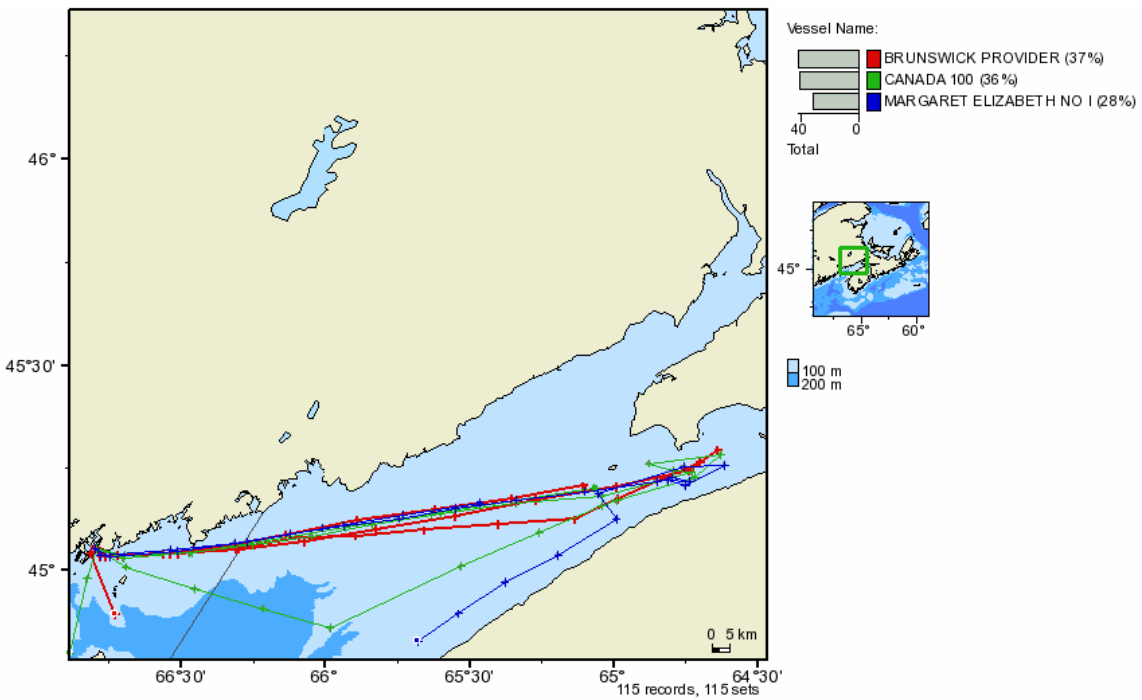 Vessel Name:
BRUNSWICK PROVIDER (37%)
CANADA 100 (36%)
MARGARET ELIZABETH NO I (28%)
40 0
Total
46°
45°30'
45°
45°
65° 60°
100 m
200 m
0 5 km
66°30' 66° 65°30' 65° 64°30'
115 records, 115 sets